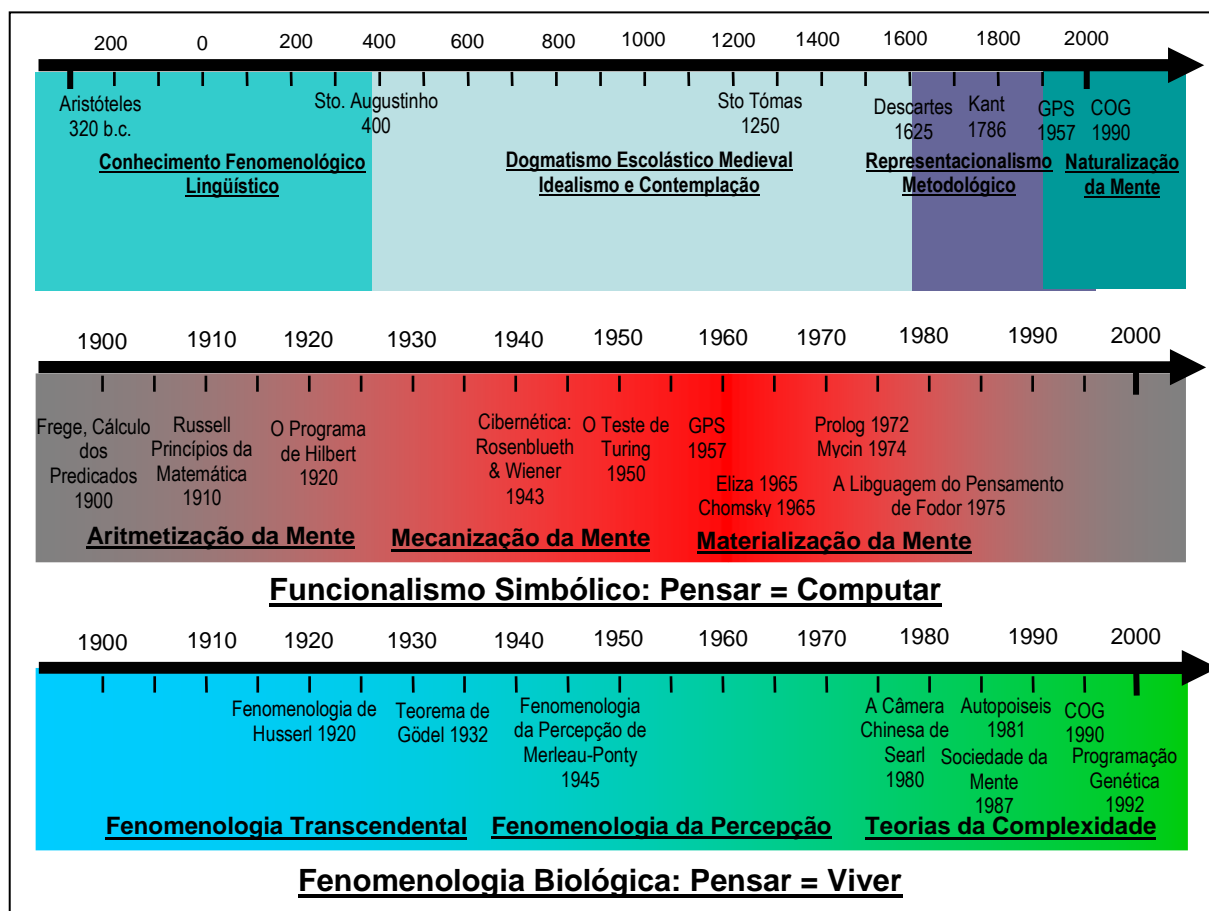 200 0 200 400 600 800 1000 1200 1400 1600 1800 2000
Aristóteles
320 b.c.
Sto. Augustinho
400
Sto Tómas
1250
Descartes
1625
Kant
1786
GPS
1957
COG
1990
Conhecimento Fenomenológico
Lingüístico
Dogmatismo Escolástico Medieval
Idealismo e Contemplação
Representacionalismo
Metodológico
Naturalização
da Mente
1900 1910 1920 1930 1940 1950 1960 1970 1980 1990 2000
Frege, Cálculo
dos
Predicados
1900
Russell
Princípios da
Matemática
1910
O Programa
de Hilbert
1920
Cibernética:
Rosenblueth
& Wiener
1943
O Teste de
Turing
1950
GPS
1957
Eliza 1965
Chomsky 1965
Prolog 1972
Mycin 1974
A Libguagem do Pensamento
de Fodor 1975
Aritmetização da Mente
Mecanização da Mente
Materialização da Mente
Funcionalismo Simbólico: Pensar = Computar
1900 1910 1920 1930 1940 1950 1960 1970 1980 1990 2000
Fenomenologia de
Husserl 1920
Teorema de
Gödel 1932
Fenomenologia
da Percepção de
Merleau-Ponty
1945
A Câmera
Chinesa de
Searl
1980
Autopoiseis
1981
Sociedade da
Mente
1987
COG
1990
Programação
Genética
1992
Fenomenologia Transcendental
Fenomenologia da Percepção
Teorias da Complexidade
Fenomenologia Biológica: Pensar = Viver